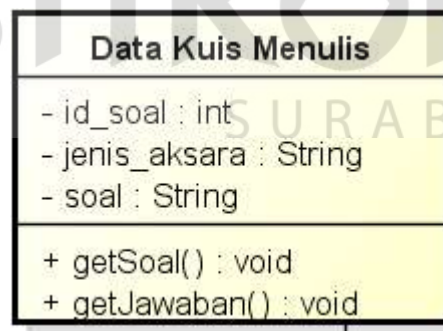 Data Kuis Menulis
- id_soal : int
- jenis_aksara : String
- soal : String
+ getSoal() : void
+ getJawaban() : void